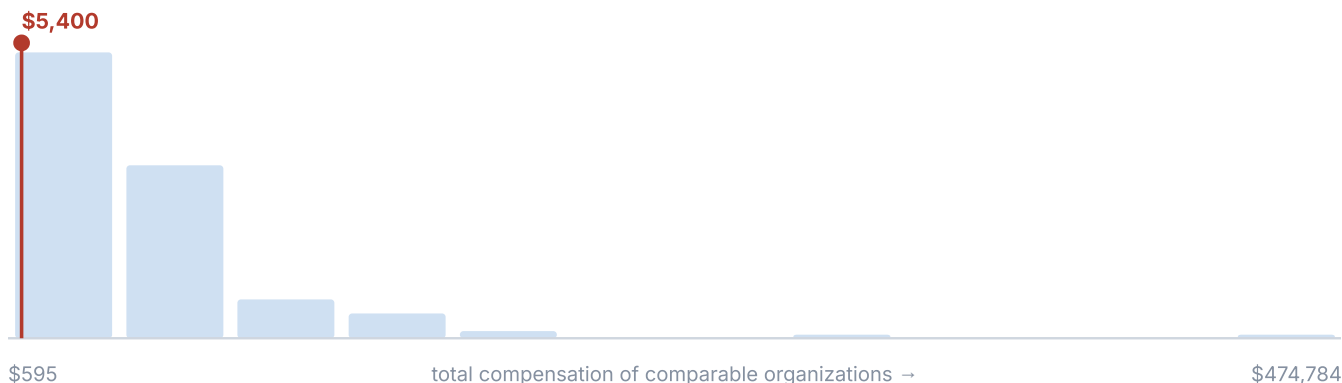 $5,400
$595 total compensation of comparable organizations → $474,784